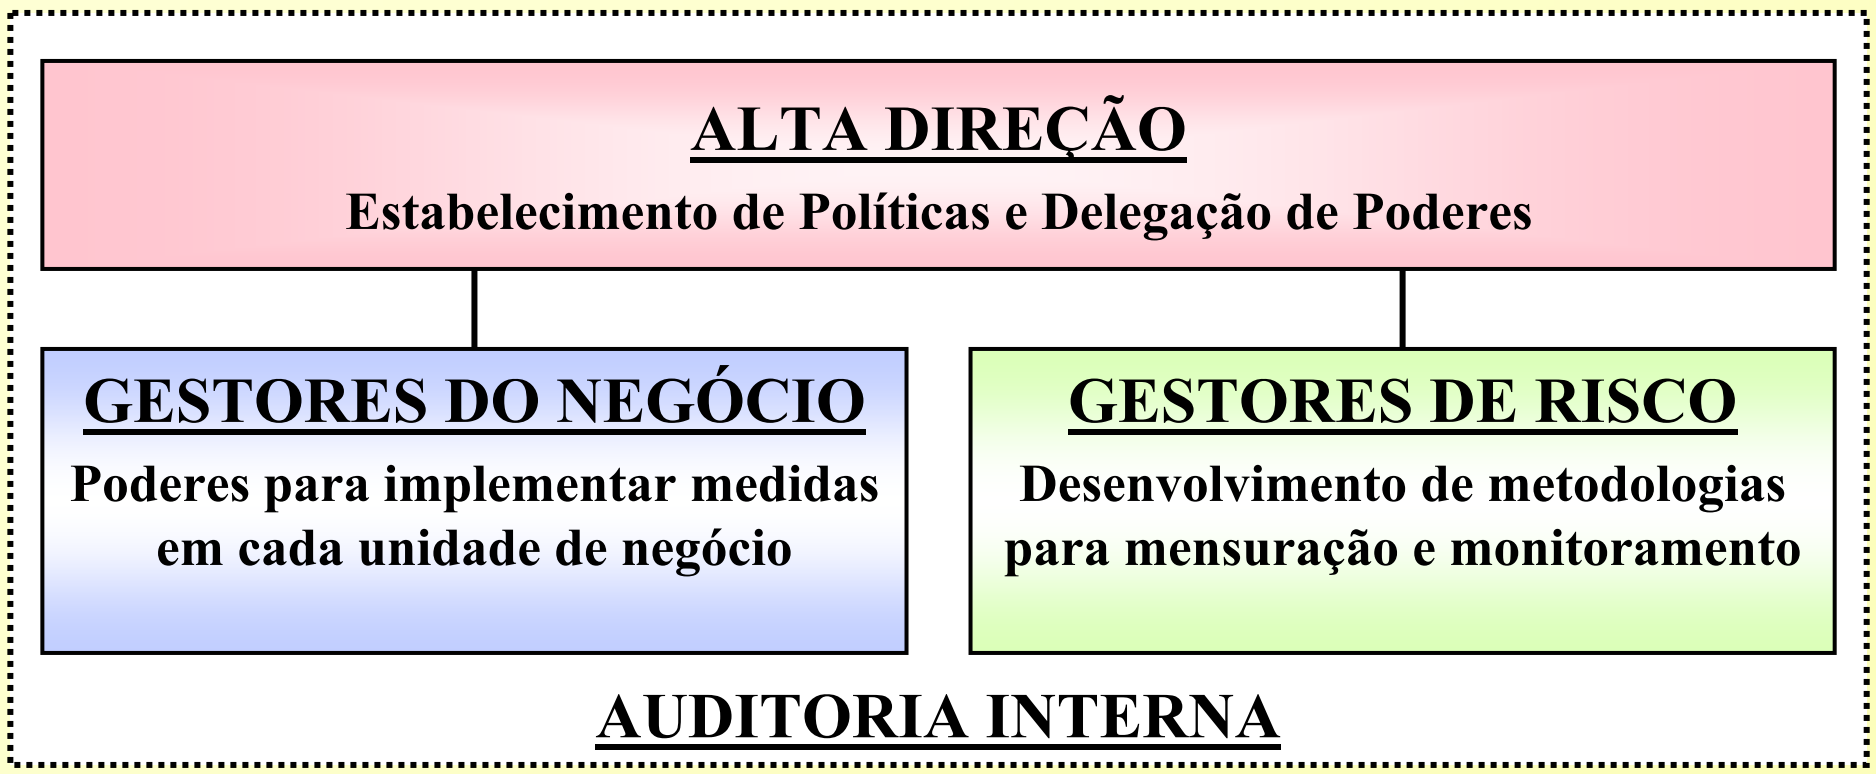 ALTA DIREÇÃO
Estabelecimento de Políticas e Delegação de Poderes
GESTORES DO NEGÓCIO
Poderes para implementar medidas
em cada unidade de negócio
GESTORES DE RISCO
Desenvolvimento de metodologias
para mensuração e monitoramento
AUDITORIA INTERNA